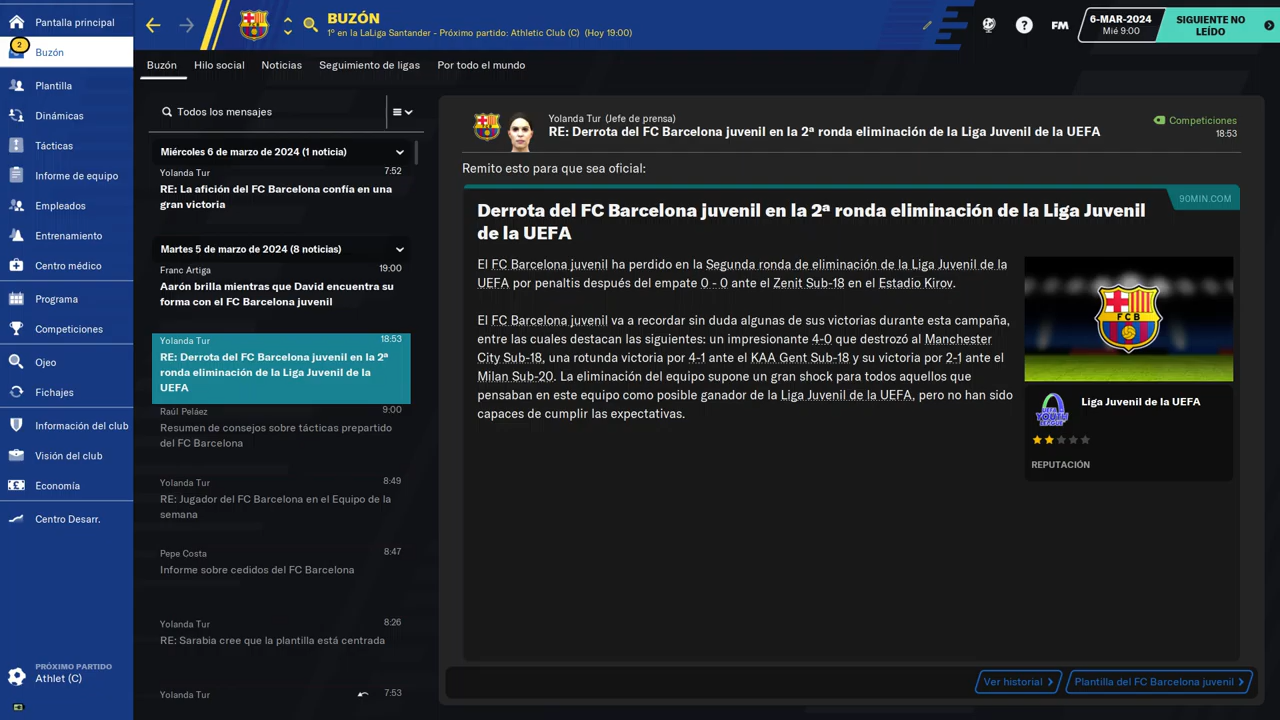 Pantalla principal
2
Buzón
Plantilla
Dinámicas
Tácticas
Informe de equipo
Empleados
Entrenamiento
Centro médico
Programa
Competiciones
Ojeo
Fichajes
Información del club
Visión del club
Economía
Centro Desarr.
PRÓXIMO PARTIDO
Athlet (C)
BUZÓN
1º en la LaLiga Santander - Próximo partido: Athletic Club (C) (Hoy 19:00)
FM
6-MAR-2024
Mié 9:00
SIGUIENTE NO
LEÍDO
Buzón
Hilo social
Noticias
Seguimiento de ligas
Por todo el mundo
Todos los mensajes
Miércoles 6 de marzo de 2024 (1 noticia)
Yolanda Tur 7:52
RE: La afición del FC Barcelona confía en una
gran victoria
Martes 5 de marzo de 2024 (8 noticias)
Franc Artiga 19:00
Aarón brilla mientras que David encuentra su
forma con el FC Barcelona juvenil
Yolanda Tur 18:53
RE: Derrota del FC Barcelona juvenil en la 2ª
ronda eliminación de la Liga Juvenil de la
UEFA
Raúl Peláez 9:00
Resumen de consejos sobre tácticas prepartido
del FC Barcelona
Yolanda Tur 8:49
RE: Jugador del FC Barcelona en el Equipo de la
semana
Pepe Costa 8:47
Informe sobre cedidos del FC Barcelona
Yolanda Tur 8:26
RE: Sarabia cree que la plantilla está centrada
Yolanda Tur 7:53
Yolanda Tur (Jefe de prensa)
RE: Derrota del FC Barcelona juvenil en la 2ª ronda eliminación de la Liga Juvenil de la UEFA
Competiciones
18:53
Remito esto para que sea oficial:
90MIN.COM
Derrota del FC Barcelona juvenil en la 2ª ronda eliminación de la Liga Juvenil
de la UEFA
El FC Barcelona juvenil ha perdido en la Segunda ronda de eliminación de la Liga Juvenil de la
UEFA por penaltis después del empate 0 - 0 ante el Zenit Sub-18 en el Estadio Kirov.
El FC Barcelona juvenil va a recordar sin duda algunas de sus victorias durante esta campaña,
entre las cuales destacan las siguientes: un impresionante 4-0 que destrozó al Manchester
City Sub-18, una rotunda victoria por 4-1 ante el KAA Gent Sub-18 y su victoria por 2-1 ante el
Milan Sub-20. La eliminación del equipo supone un gran shock para todos aquellos que
pensaban en este equipo como posible ganador de la Liga Juvenil de la UEFA, pero no han sido
capaces de cumplir las expectativas.
FCB
UEFA
YOUTH
LEAGUE
Liga Juvenil de la UEFA
REPUTACIÓN
Ver historial
Plantilla del FC Barcelona juvenil